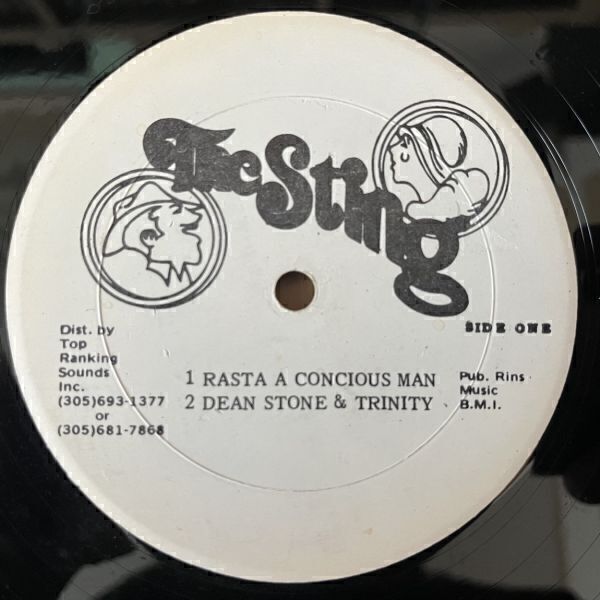 The Sting
SIDE ONE
Dist. by
Top
Ranking
Sounds
Inc.
(305)693-1377
or
(305)681-7868
1 RASTA A CONCIOUS MAN
2 DEAN STONE & TRINITY
Pub. Rins
Music
B.M.I.